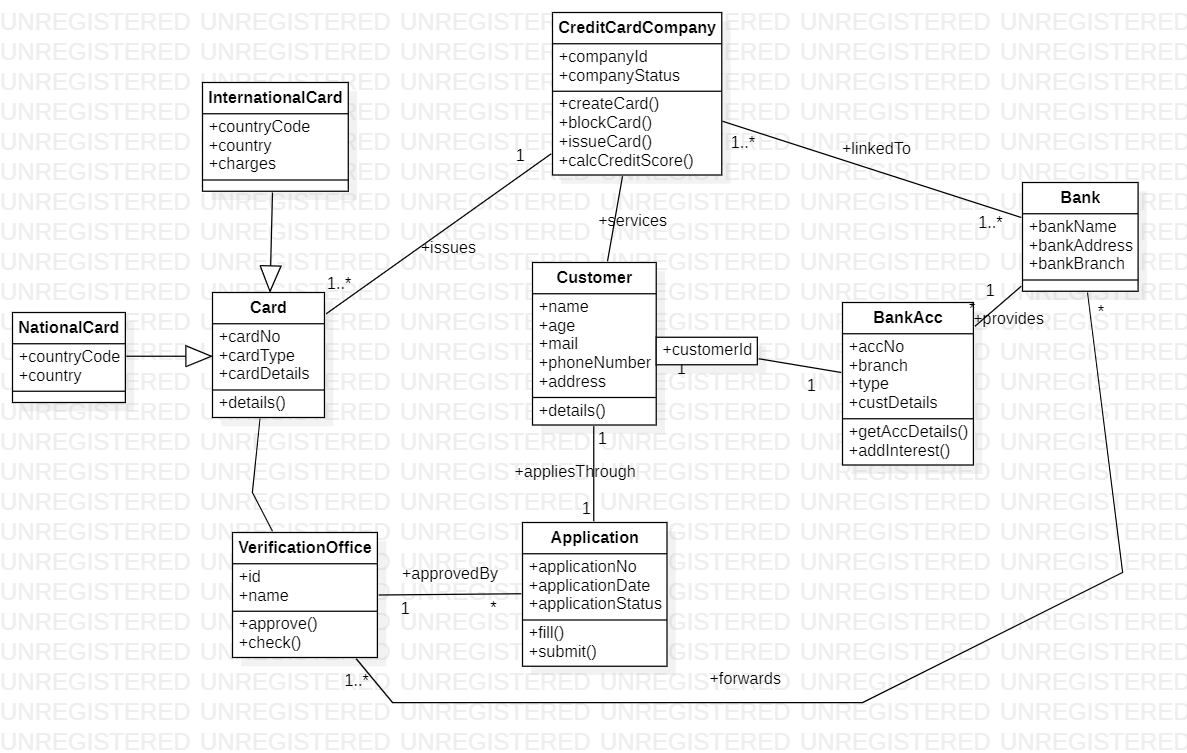 CreditCardCompany
+companyId
+companyStatus
+createCard()
+blockCard()
+issueCard()
+calcCreditScore()
InternationalCard
+countryCode
+country
+charges
1
1..*
+linkedTo
Bank
+bankName
+bankAddress
+bankBranch
1..*
+services
+issues
1..*
Customer
+name
+age
+mail
+phoneNumber
+address
+details()
+customerId
1
1
Card
+cardNo
+cardType
+cardDetails
+details()
NationalCard
+countryCode
+country
BankAcc
+accNo
+branch
+type
+custDetails
+getAccDetails()
+addInterest()
1
*
+provides
*
1
+appliesThrough
1
VerificationOffice
+id
+name
+approve()
+check()
+approvedBy
1
*
Application
+applicationNo
+applicationDate
+applicationStatus
+fill()
+submit()
1..*
+forwards
UNREGISTERED